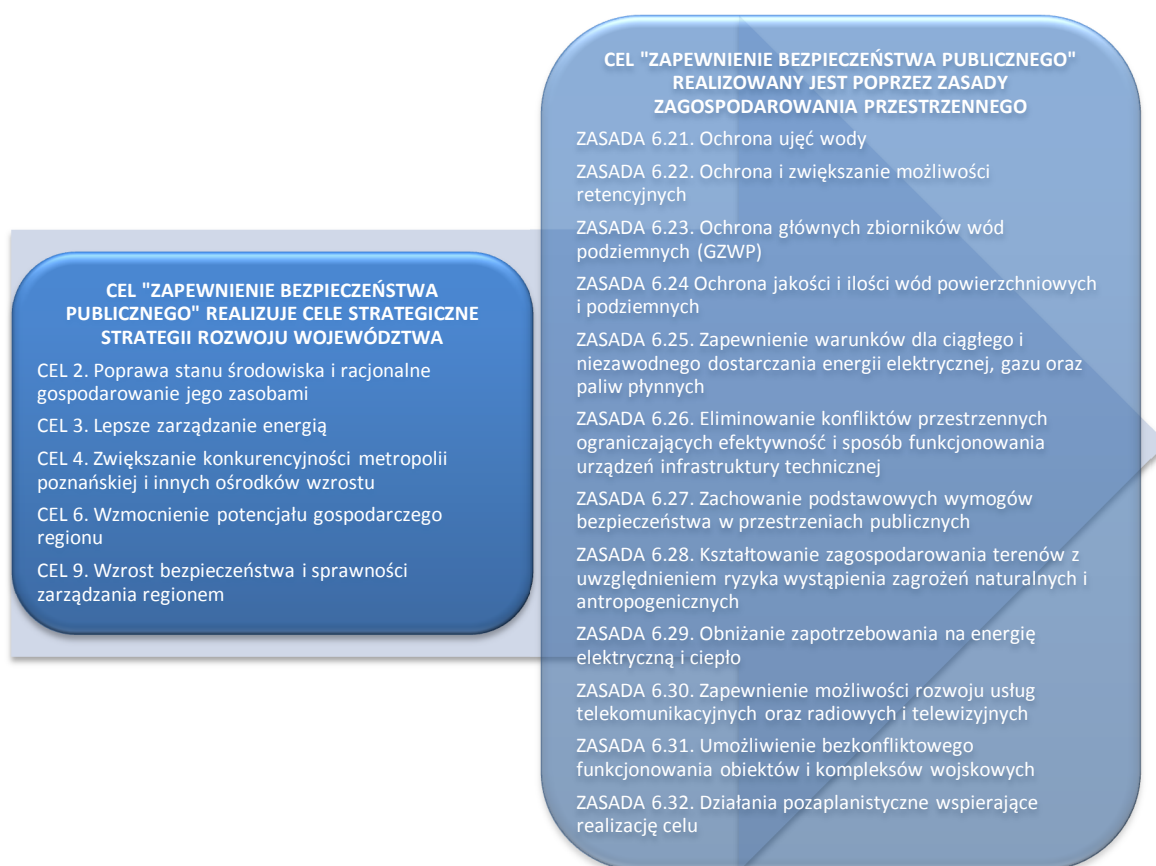 CEL "ZAPEWNIENIE BEZPIECZEŃSTWA
PUBLICZNEGO" REALIZUJE CELE STRATEGICZNE
STRATEGII ROZWOJU WOJEWÓDZTWA
CEL 2. Poprawa stanu środowiska i racjonalne
gospodarowanie jego zasobami
CEL 3. Lepsze zarządzanie energią
CEL 4. Zwiększanie konkurencyjności metropolii
poznańskiej i innych ośrodków wzrostu
CEL 6. Wzmocnienie potencjału gospodarczego
regionu
CEL 9. Wzrost bezpieczeństwa i sprawności
zarządzania regionem
CEL "ZAPEWNIENIE BEZPIECZEŃSTWA PUBLICZNEGO"
REALIZOWANY JEST POPRZEZ ZASADY
ZAGOSPODAROWANIA PRZESTRZENNEGO
ZASADA 6.21. Ochrona ujęć wody
ZASADA 6.22. Ochrona i zwiększanie możliwości
retencyjnych
ZASADA 6.23. Ochrona głównych zbiorników wód
podziemnych (GZWP)
ZASADA 6.24 Ochrona jakości i ilości wód powierzchniowych
i podziemnych
ZASADA 6.25. Zapewnienie warunków dla ciągłego i
niezawodnego dostarczania energii elektrycznej, gazu oraz
paliw płynnych
ZASADA 6.26. Eliminowanie konfliktów przestrzennych
ograniczających efektywność i sposób funkcjonowania
urządzeń infrastruktury technicznej
ZASADA 6.27. Zachowanie podstawowych wymogów
bezpieczeństwa w przestrzeniach publicznych
ZASADA 6.28. Kształtowanie zagospodarowania terenów z
uwzględnieniem ryzyka wystąpienia zagrożeń naturalnych i
antropogenicznych
ZASADA 6.29. Obniżanie zapotrzebowania na energię
elektryczną i ciepło
ZASADA 6.30. Zapewnienie możliwości rozwoju usług
telekomunikacyjnych oraz radiowych i telewizyjnych
ZASADA 6.31. Umożliwienie bezkonfliktowego
funkcjonowania obiektów i kompleksów wojskowych
ZASADA 6.32. Działania pozaplanistyczne wspierające
realizację celu